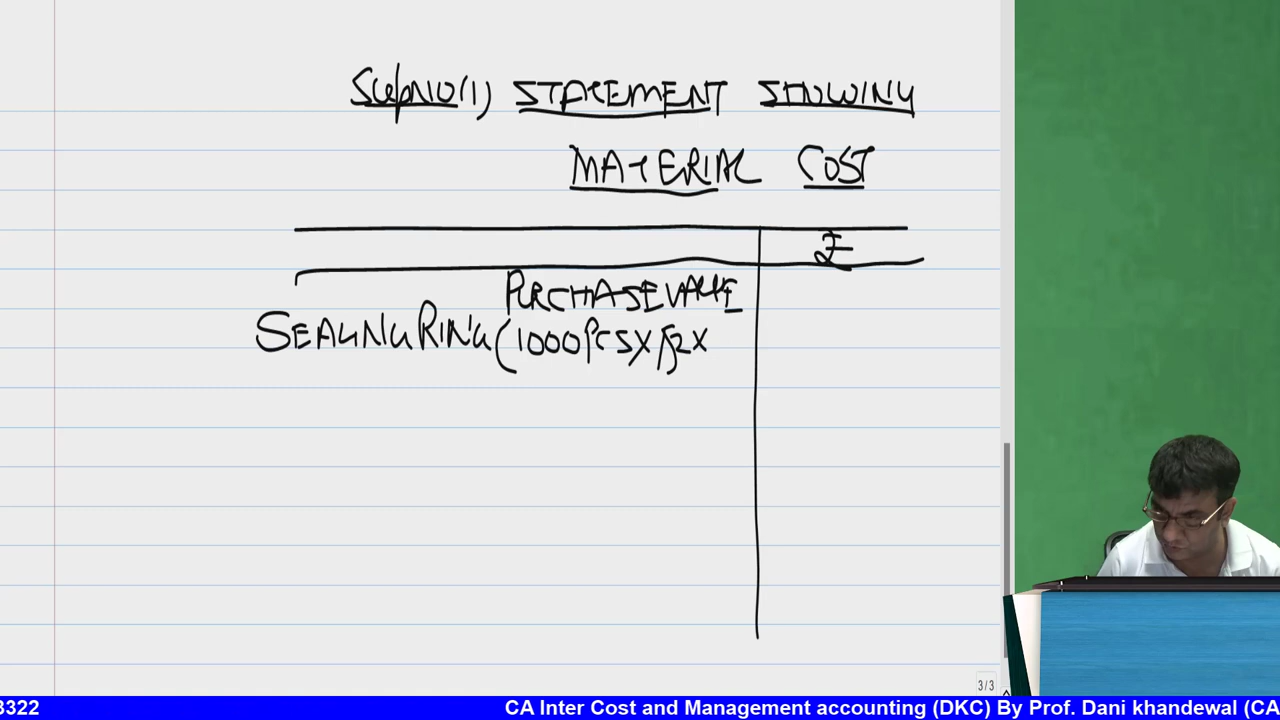 STATEMENT SHOWING
MATERIAL COST
₹
PURCHASE VALUE
SEALING RING (1000 PCS X ₹2 X
3/3
3322
CA Inter Cost and Management accounting (DKC) By Prof. Dani khandewal (CA